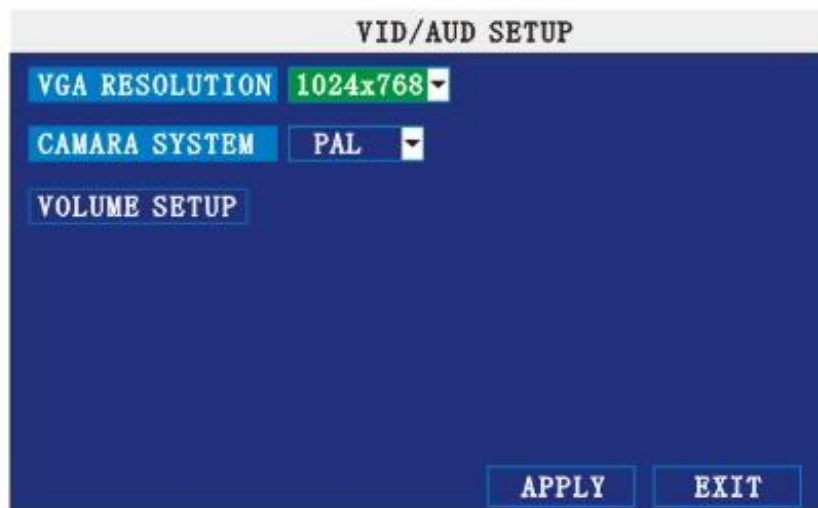 VID/AUD SETUP
VGA RESOLUTION 1024x768
CAMARA SYSTEM PAL
VOLUME SETUP
APPLY EXIT